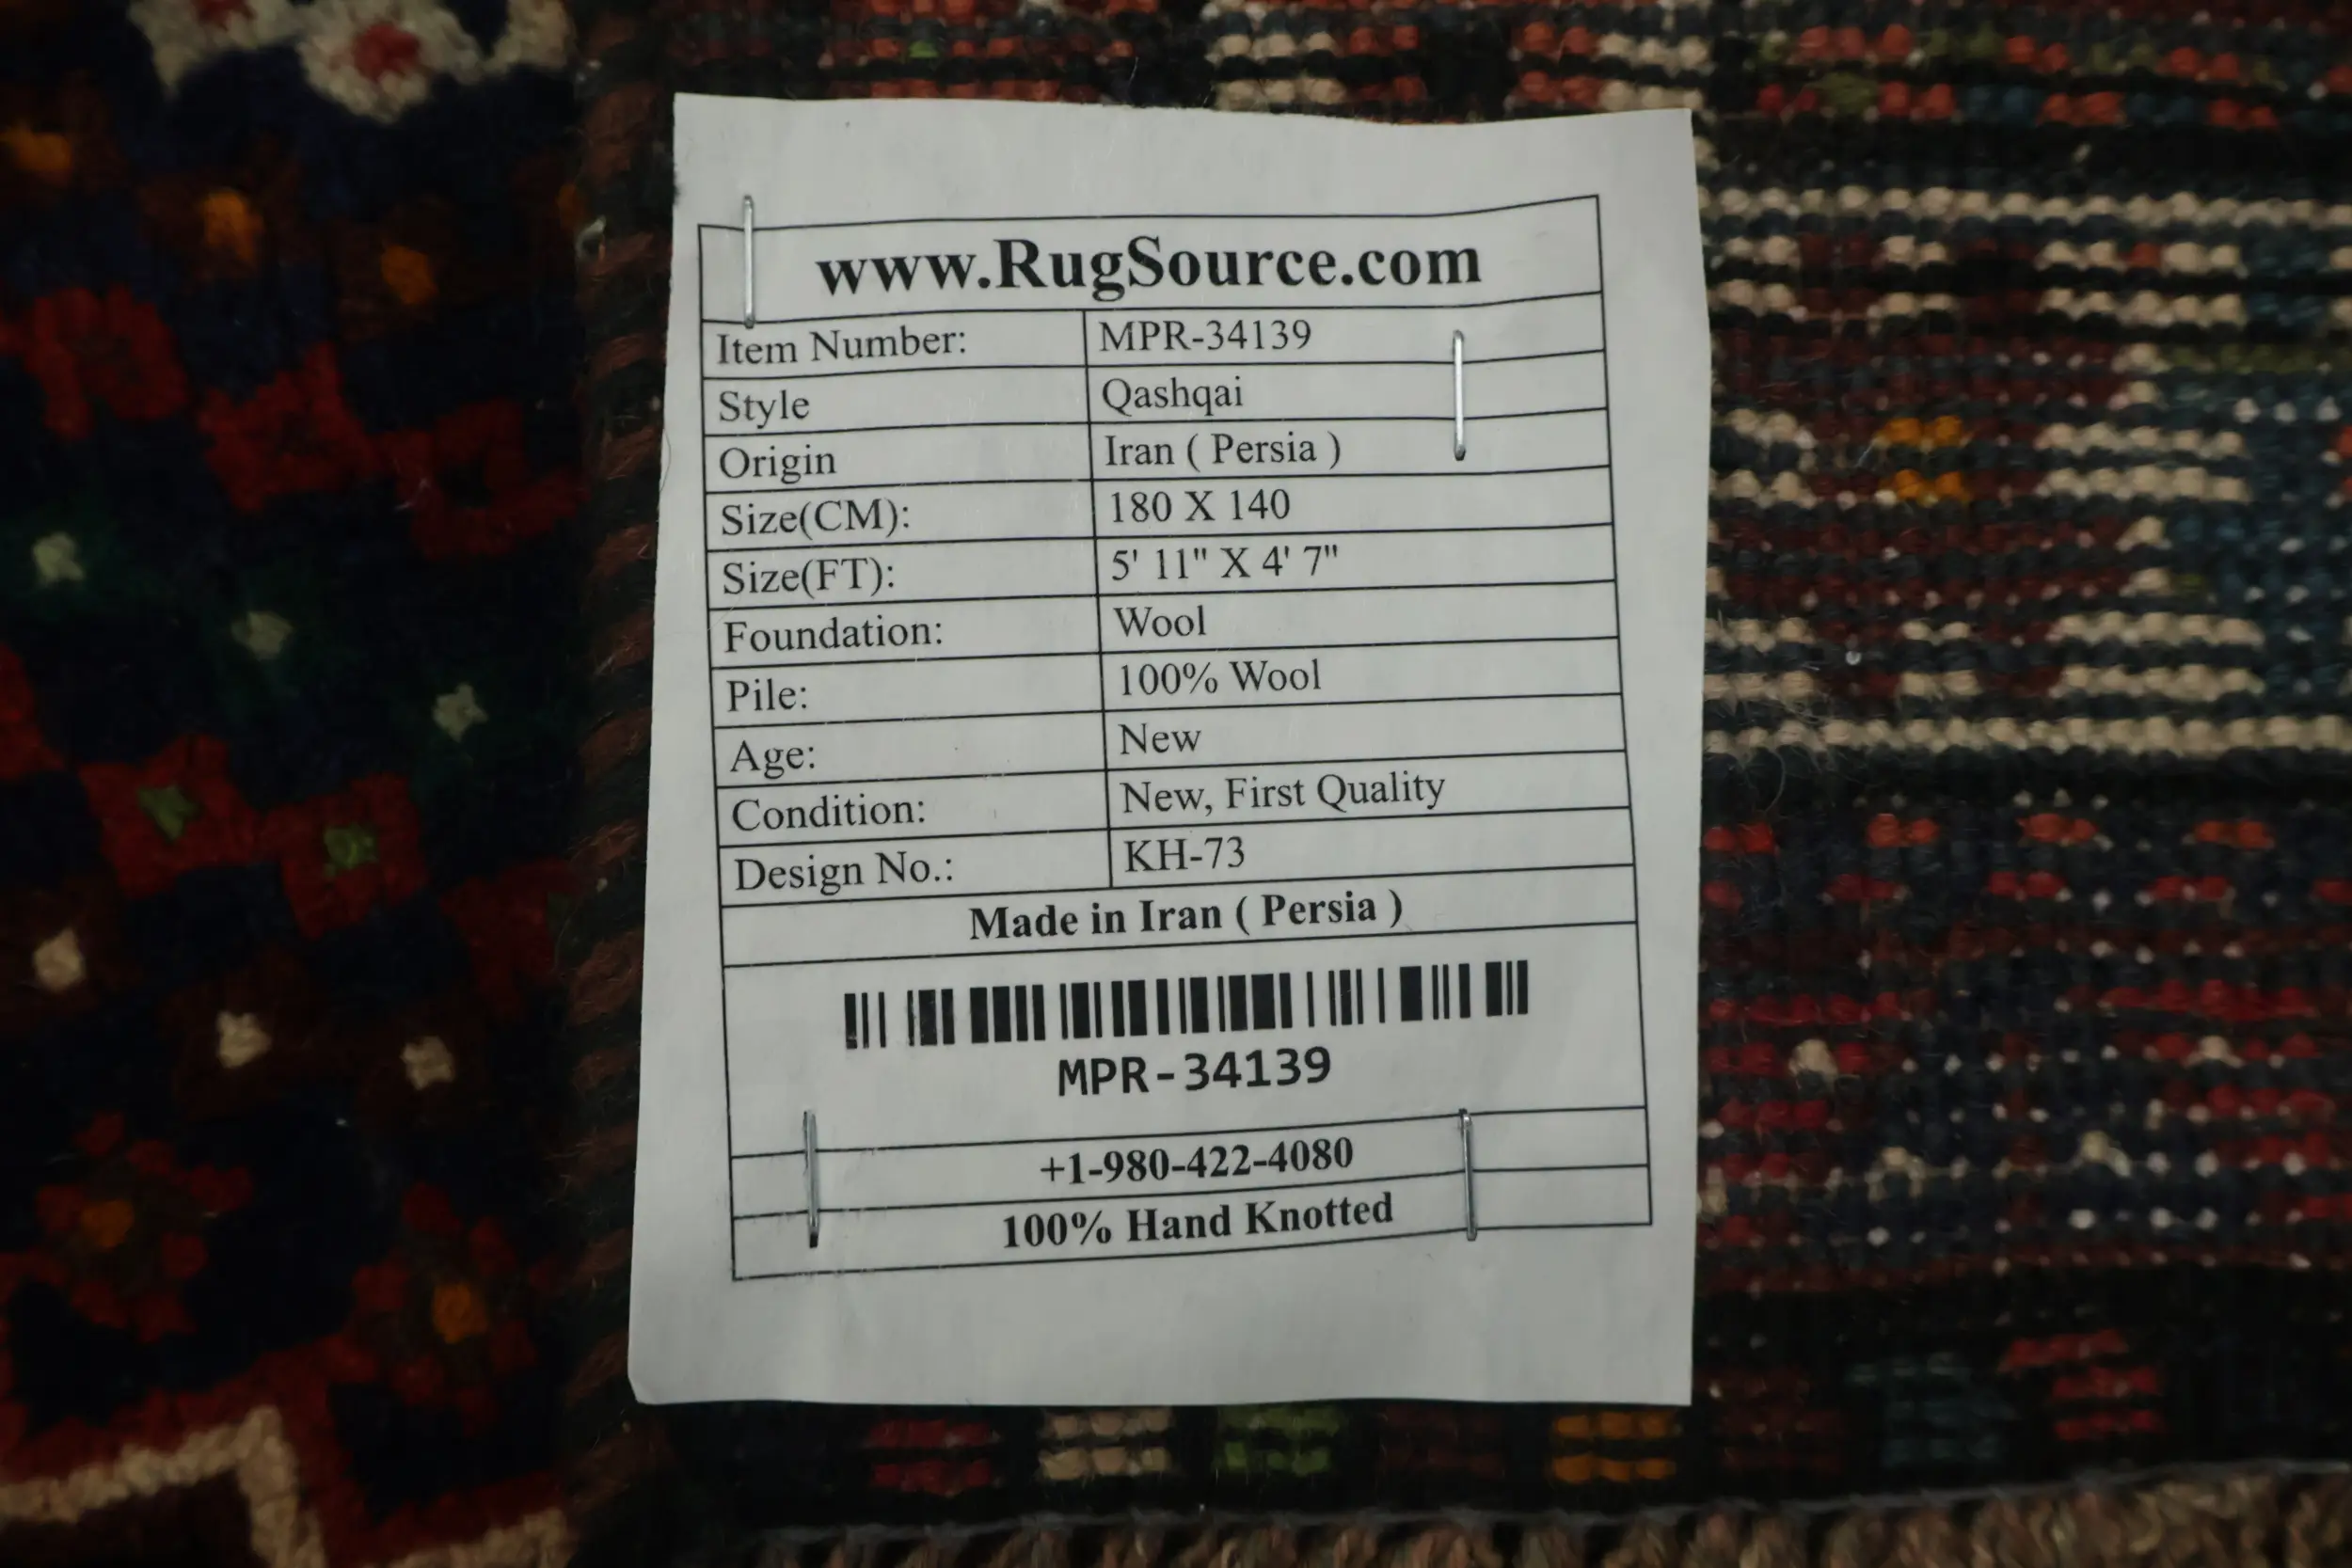 www.RugSource.com
Item Number: MPR-34139
Style Qashqai
Origin Iran ( Persia )
Size(CM): 180 X 140
Size(FT): 5' 11" X 4' 7"
Foundation: Wool
Pile: 100% Wool
Age: New
Condition: New, First Quality
Design No.: KH-73
Made in Iran ( Persia )
MPR-34139
+1-980-422-4080
100% Hand Knotted